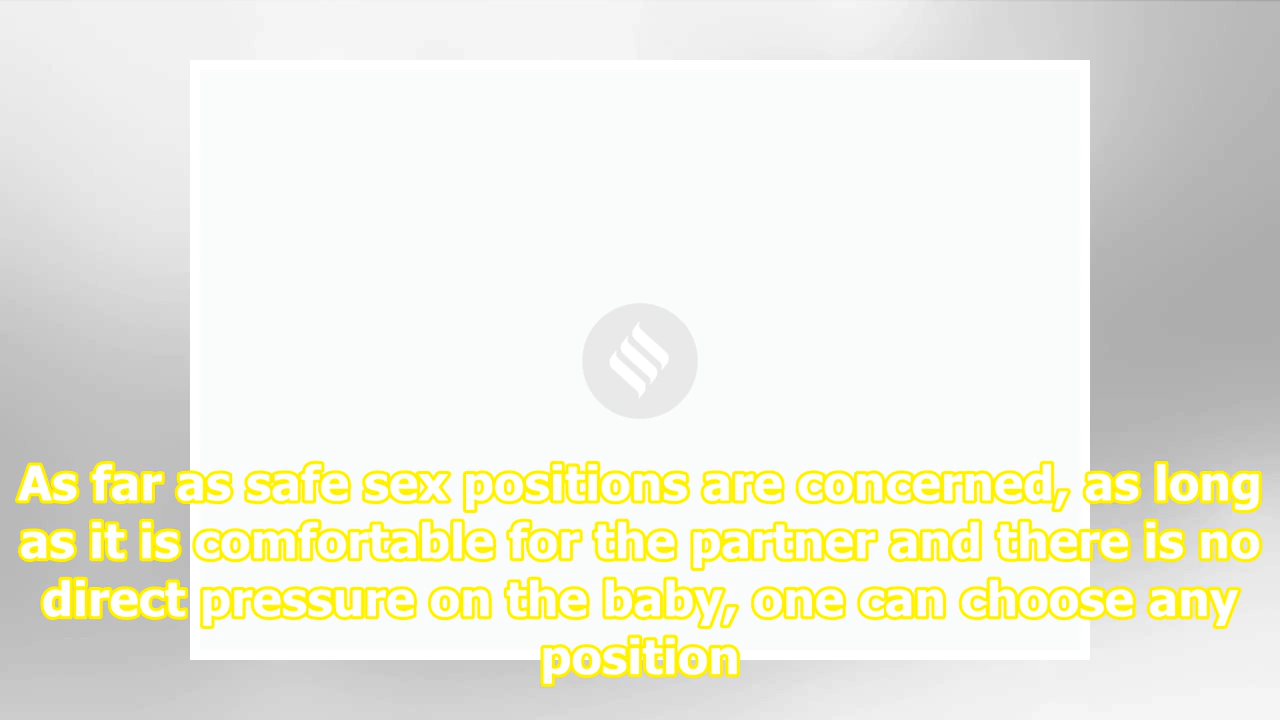 As far as safe sex positions are concerned, as long
as it is comfortable for the partner and there is no
direct pressure on the baby, one can choose any
position